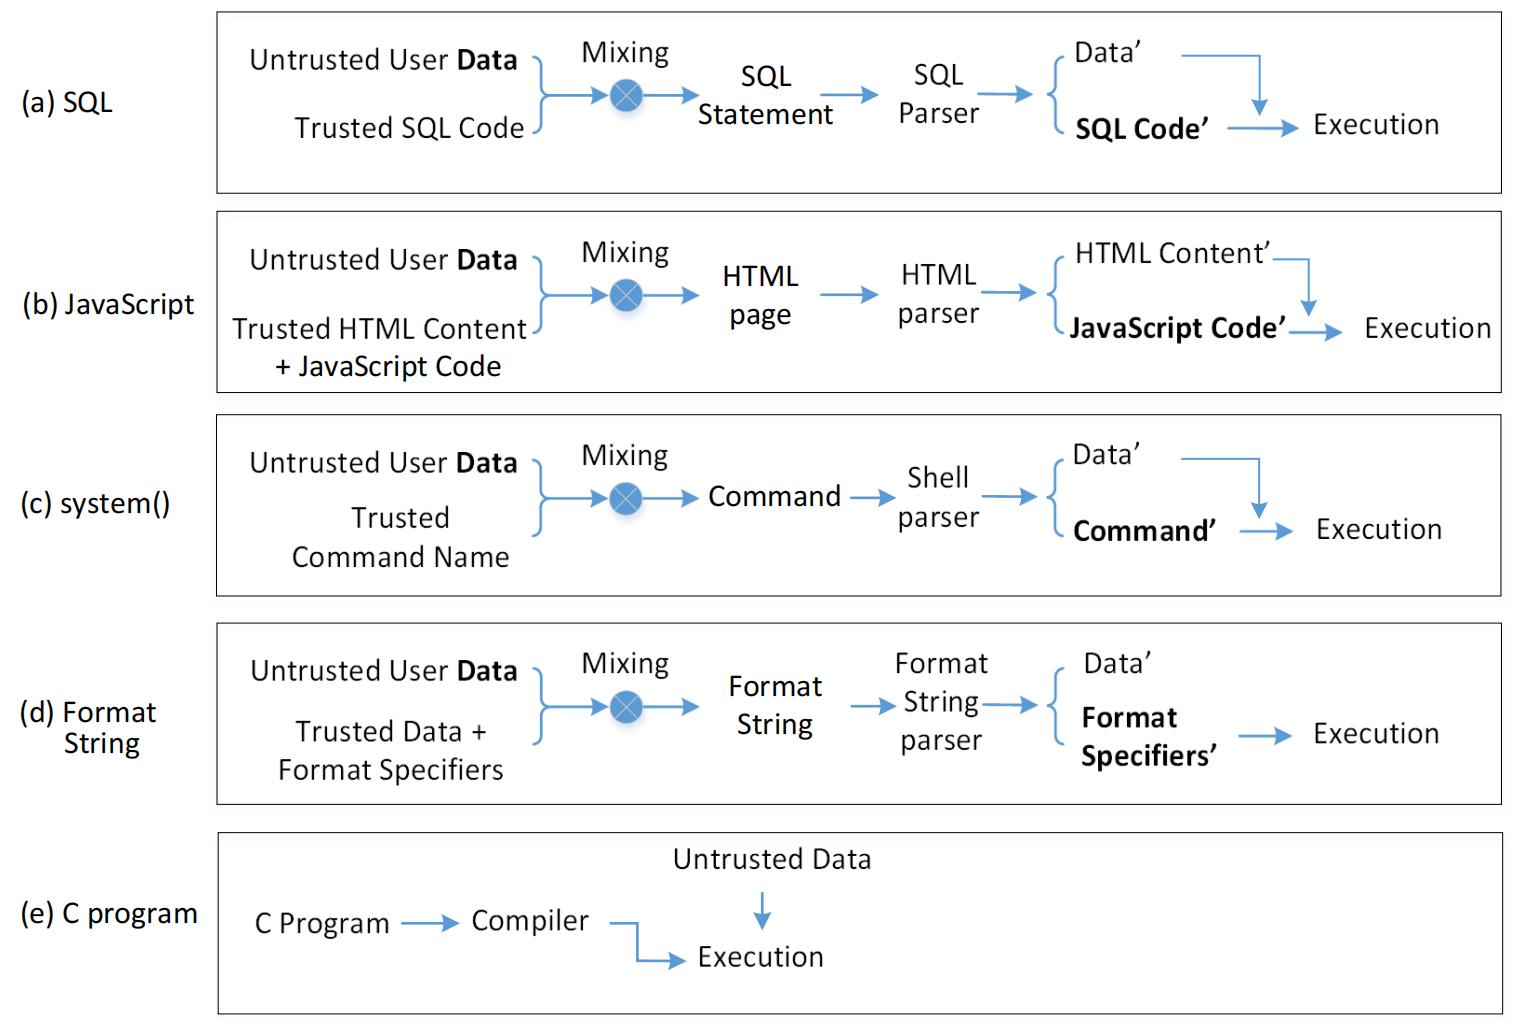 (a) SQL
Untrusted User Data
Trusted SQL Code
Mixing
SQL
Statement
SQL
Parser
Data’
SQL Code’
Execution
(b) JavaScript
Untrusted User Data
Trusted HTML Content
+ JavaScript Code
Mixing
HTML
page
HTML
parser
HTML Content’
JavaScript Code’
Execution
(c) system()
Untrusted User Data
Trusted
Command Name
Mixing
Command
Shell
parser
Data’
Command’
Execution
(d) Format
String
Untrusted User Data
Trusted Data +
Format Specifiers
Mixing
Format
String
Format
String
parser
Data’
Format
Specifiers’
Execution
(e) C program
C Program
Compiler
Untrusted Data
Execution